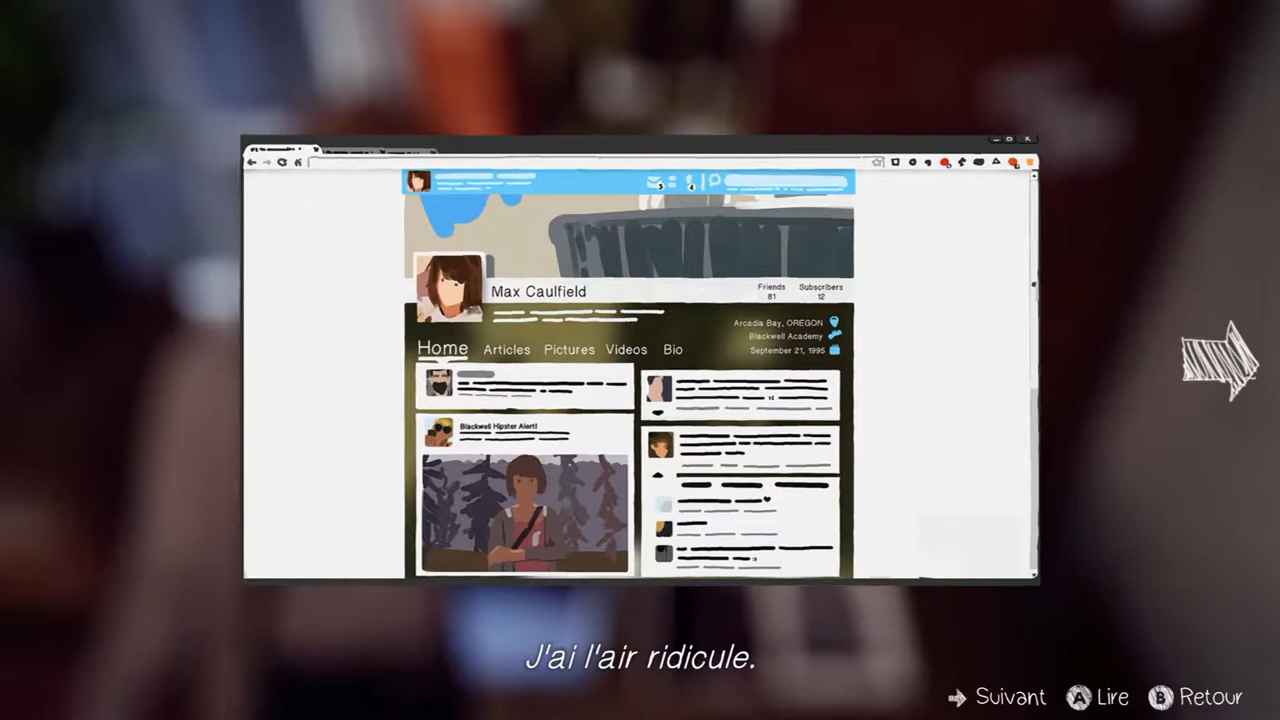 Max Caulfield
Friends
81
Subscribers
12
Arcadia Bay, OREGON
Blackwell Academy
September 21, 1995
Home Articles Pictures Videos Bio
Blackwell Hipster Alert!
J'ai l'air ridicule.
Suivant A Lire B Retour